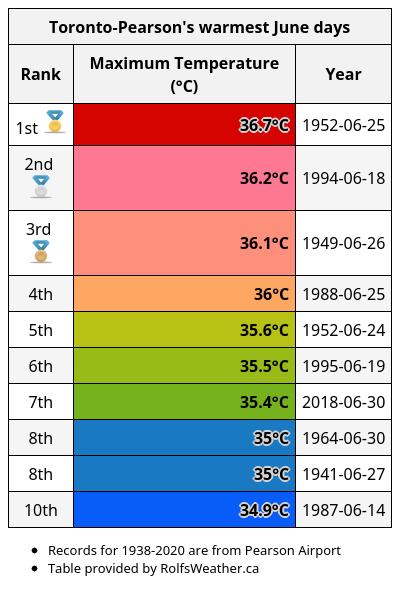 Toronto-Pearson's warmest June days
Rank Maximum Temperature (°C) Year
1st 36.7°C 1952-06-25
2nd 36.2°C 1994-06-18
3rd 36.1°C 1949-06-26
4th 36°C 1988-06-25
5th 35.6°C 1952-06-24
6th 35.5°C 1995-06-19
7th 35.4°C 2018-06-30
8th 35°C 1964-06-30
8th 35°C 1941-06-27
10th 34.9°C 1987-06-14
• Records for 1938-2020 are from Pearson Airport
• Table provided by RolfsWeather.ca